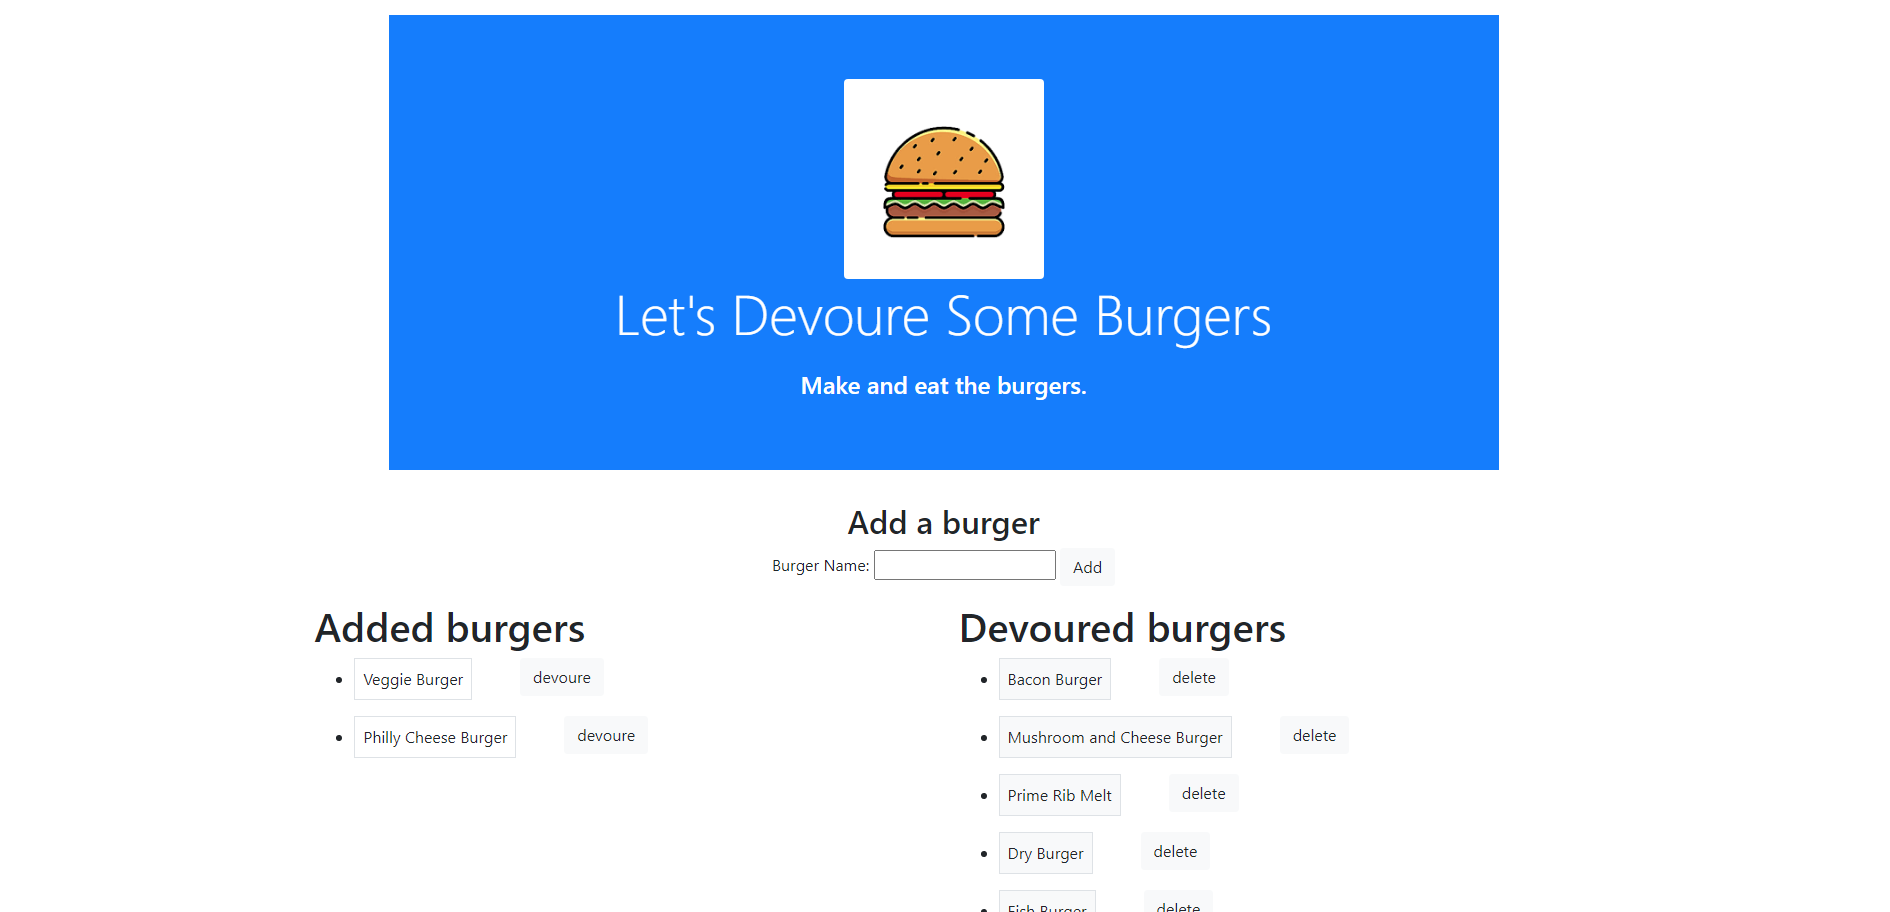 Let's Devoure Some Burgers
Make and eat the burgers.
Add a burger
Burger Name: Add
Added burgers
Veggie Burger devoure
Philly Cheese Burger devoure
Devoured burgers
Bacon Burger delete
Mushroom and Cheese Burger delete
Prime Rib Melt delete
Dry Burger delete
Fish Burger delete